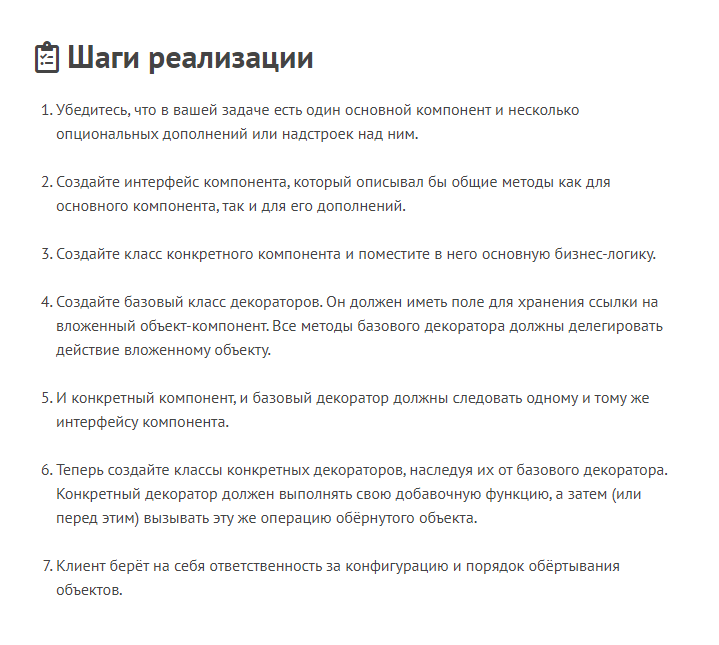 Шаги реализации
1. Убедитесь, что в вашей задаче есть один основной компонент и несколько
опциональных дополнений или надстроек над ним.
2. Создайте интерфейс компонента, который описывал бы общие методы как для
основного компонента, так и для его дополнений.
3. Создайте класс конкретного компонента и поместите в него основную бизнес-логику.
4. Создайте базовый класс декораторов. Он должен иметь поле для хранения ссылки на
вложенный объект-компонент. Все методы базового декоратора должны делегировать
действие вложенному объекту.
5. И конкретный компонент, и базовый декоратор должны следовать одному и тому же
интерфейсу компонента.
6. Теперь создайте классы конкретных декораторов, наследуя их от базового декоратора.
Конкретный декоратор должен выполнять свою добавочную функцию, а затем (или
перед этим) вызывать эту же операцию обёрнутого объекта.
7. Клиент берёт на себя ответственность за конфигурацию и порядок обёртывания
объектов.